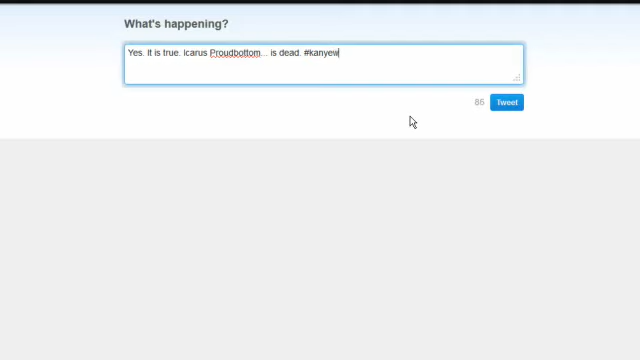 What's happening?
Yes. It is true. Icarus Proudbottom... is dead. #kanyew
86 Tweet